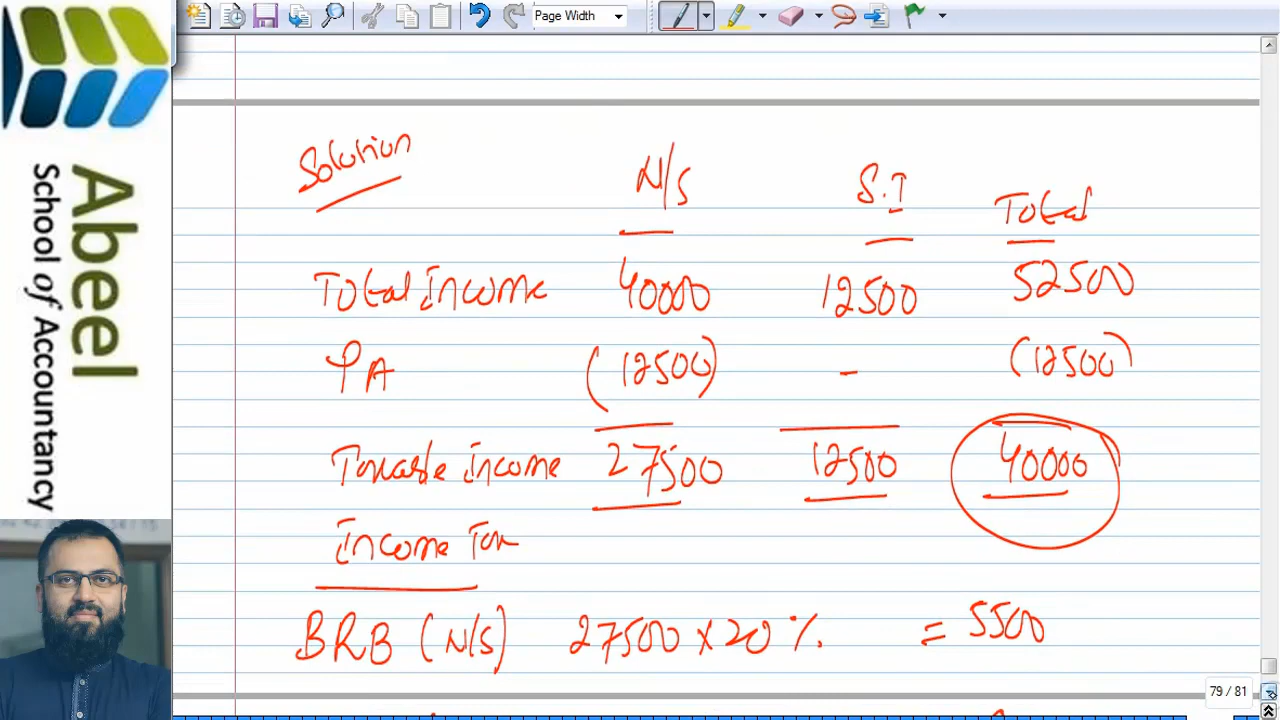 Page Width
Abeel
School of Accountancy
Solution N/S S.I Total
Total Income 40000 12500 52500
PA (12500) - (12500)
Taxable Income 27500 12500 40000
Income Tax
BRB (N/S) 27500 x 20% = 5500
79 / 81